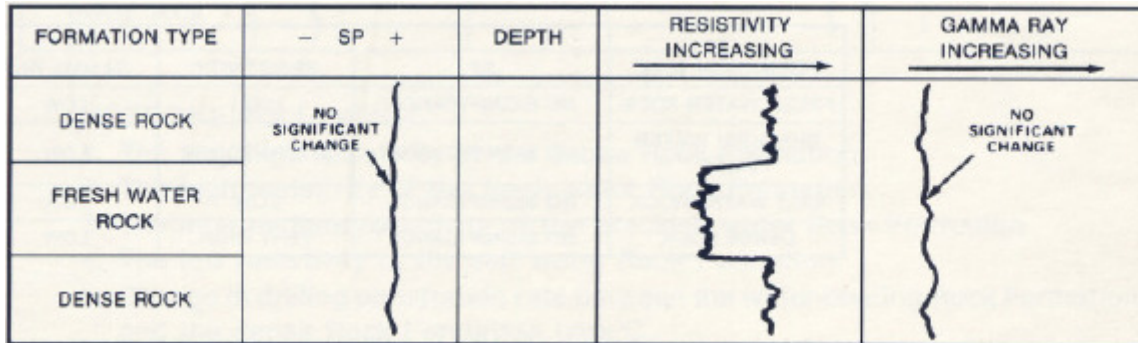 FORMATION TYPE
– SP +
DEPTH
RESISTIVITY
INCREASING
GAMMA RAY
INCREASING
DENSE ROCK
NO
SIGNIFICANT
CHANGE
NO
SIGNIFICANT
CHANGE
FRESH WATER
ROCK
DENSE ROCK